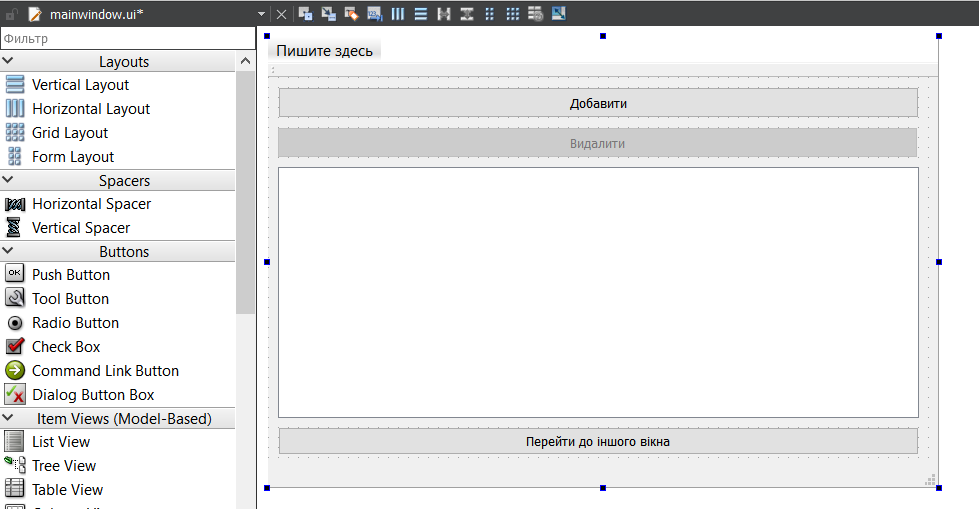 mainwindow.ui*
Фильтр
Layouts
Vertical Layout
Horizontal Layout
Grid Layout
Form Layout
Spacers
Horizontal Spacer
Vertical Spacer
Buttons
OK
Push Button
Tool Button
Radio Button
Check Box
Command Link Button
Dialog Button Box
Item Views (Model-Based)
List View
Tree View
Table View
Пишите здесь
Добавити
Видалити
Перейти до іншого вікна